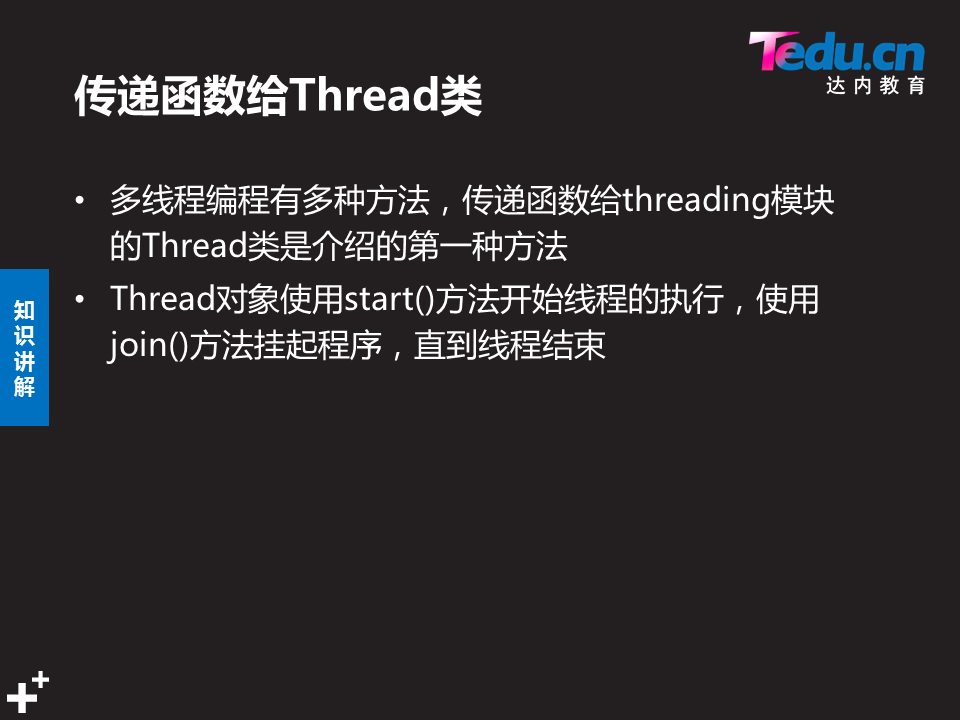 Tedu.cn
达内教育
传递函数给Thread类
• 多线程编程有多种方法，传递函数给threading模块
的Thread类是介绍的第一种方法
• Thread对象使用start()方法开始线程的执行，使用
join()方法挂起程序，直到线程结束
知
识
讲
解